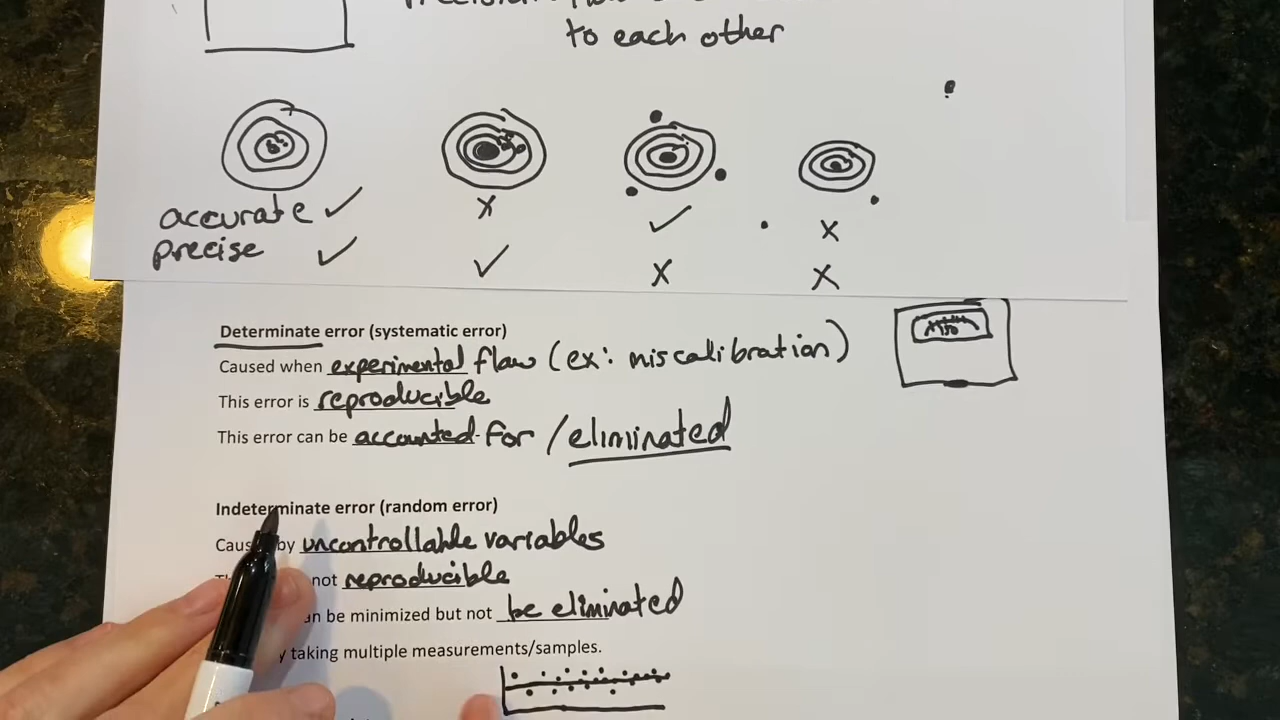 to each other
accurate ✓ X ✓ X
precise ✓ ✓ X X
Determinate error (systematic error)
Caused when experimental flaw (ex: miscalibration)
This error is reproducible
This error can be accounted for / eliminated
Indeterminate error (random error)
by uncontrollable variables
not reproducible
be minimized but not be eliminated
taking multiple measurements/samples.